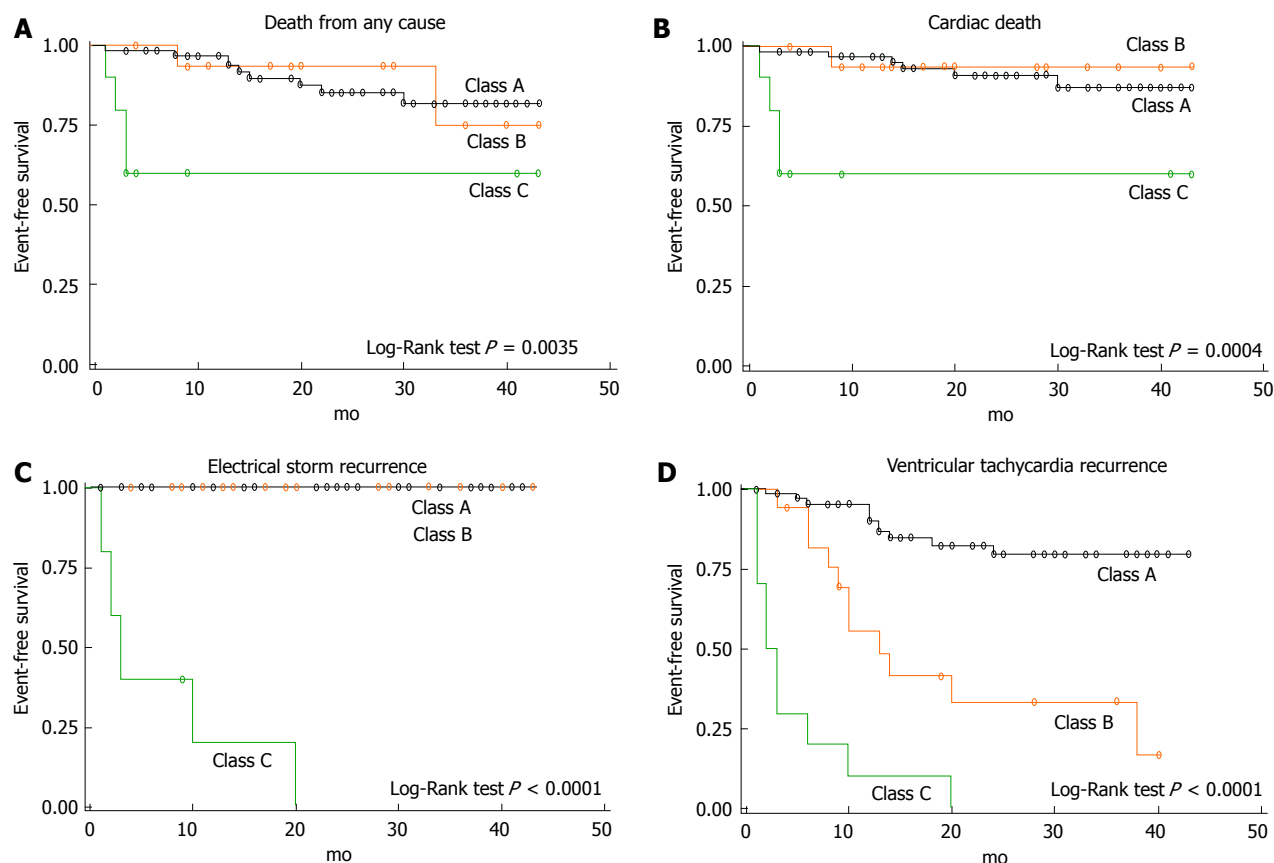 A
Death from any cause
1.00
0.75
0.50
0.25
0.00
Event-free survival
Class A
Class B
Class C
Log-Rank test P = 0.0035
0 10 20 30 40 50
mo
B
Cardiac death
1.00
0.75
0.50
0.25
0.00
Event-free survival
Class B
Class A
Class C
Log-Rank test P = 0.0004
0 10 20 30 40 50
mo
C
Electrical storm recurrence
1.00
0.75
0.50
0.25
0.00
Event-free survival
Class A
Class B
Class C
Log-Rank test P < 0.0001
0 10 20 30 40 50
mo
D
Ventricular tachycardia recurrence
1.00
0.75
0.50
0.25
0.00
Event-free survival
Class A
Class B
Class C
Log-Rank test P < 0.0001
0 10 20 30 40 50
mo